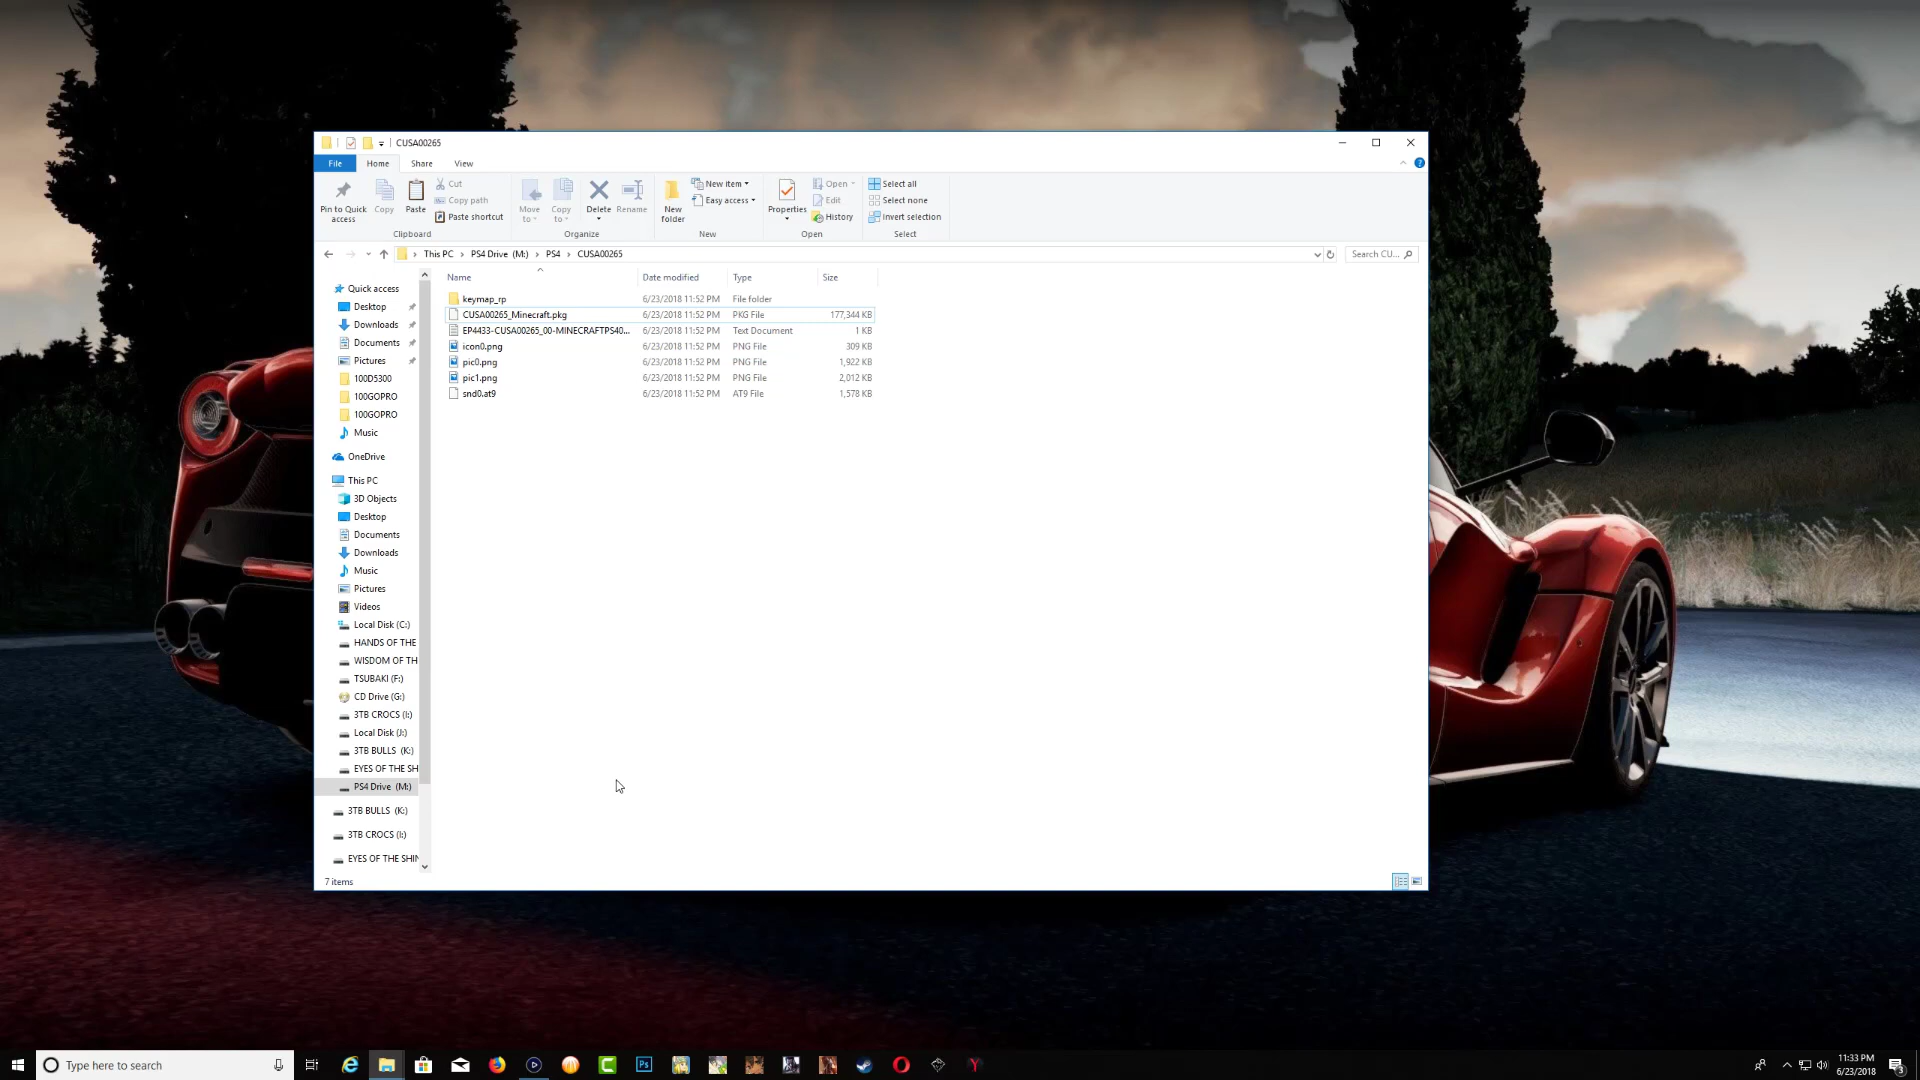 CUSA00265
File Home Share View
Pin to Quick access
Copy
Paste
Cut
Copy path
Paste shortcut
Clipboard
Move to
Copy to
Delete
Rename
Organize
New folder
New item
Easy access
New
Properties
Open
Edit
History
Open
Select all
Select none
Invert selection
Select
This PC PS4 Drive (M:) PS4 CUSA00265
Search CU...
Name Date modified Type Size
keymap_rp 6/23/2018 11:52 PM File folder
CUSA00265_Minecraft.pkg 6/23/2018 11:52 PM PKG File 177,344 KB
EP4433-CUSA00265_00-MINECRAFTPS40... 6/23/2018 11:52 PM Text Document 1 KB
icon0.png 6/23/2018 11:52 PM PNG File 309 KB
pic0.png 6/23/2018 11:52 PM PNG File 1,922 KB
pic1.png 6/23/2018 11:52 PM PNG File 2,012 KB
snd0.at9 6/23/2018 11:52 PM AT9 File 1,578 KB
Quick access
Desktop
Downloads
Documents
Pictures
100D5300
100GOPRO
100GOPRO
Music
OneDrive
This PC
3D Objects
Desktop
Documents
Downloads
Music
Pictures
Videos
Local Disk (C:)
HANDS OF THE
WISDOM OF TH
TSUBAKI (F:)
CD Drive (G:)
3TB CROCS (I:)
Local Disk (J:)
3TB BULLS (K:)
EYES OF THE SH
PS4 Drive (M:)
3TB BULLS (K:)
3TB CROCS (I:)
EYES OF THE SHIN
7 items
Type here to search
Ps
11:33 PM
6/23/2018
3